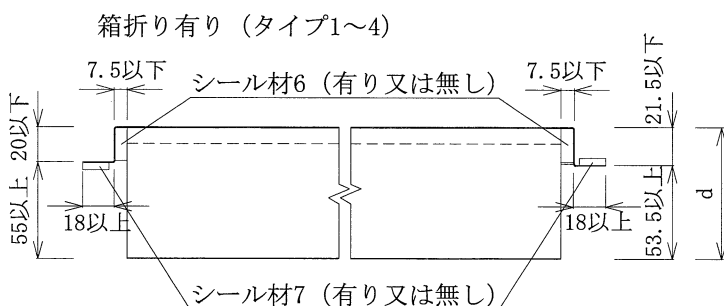 箱折り有り（タイプ1～4）
7.5以下
シール材6（有り又は無し）
7.5以下
20以下
21.5以下
55以上
18以上
18以上
53.5以上
d
シール材7（有り又は無し）